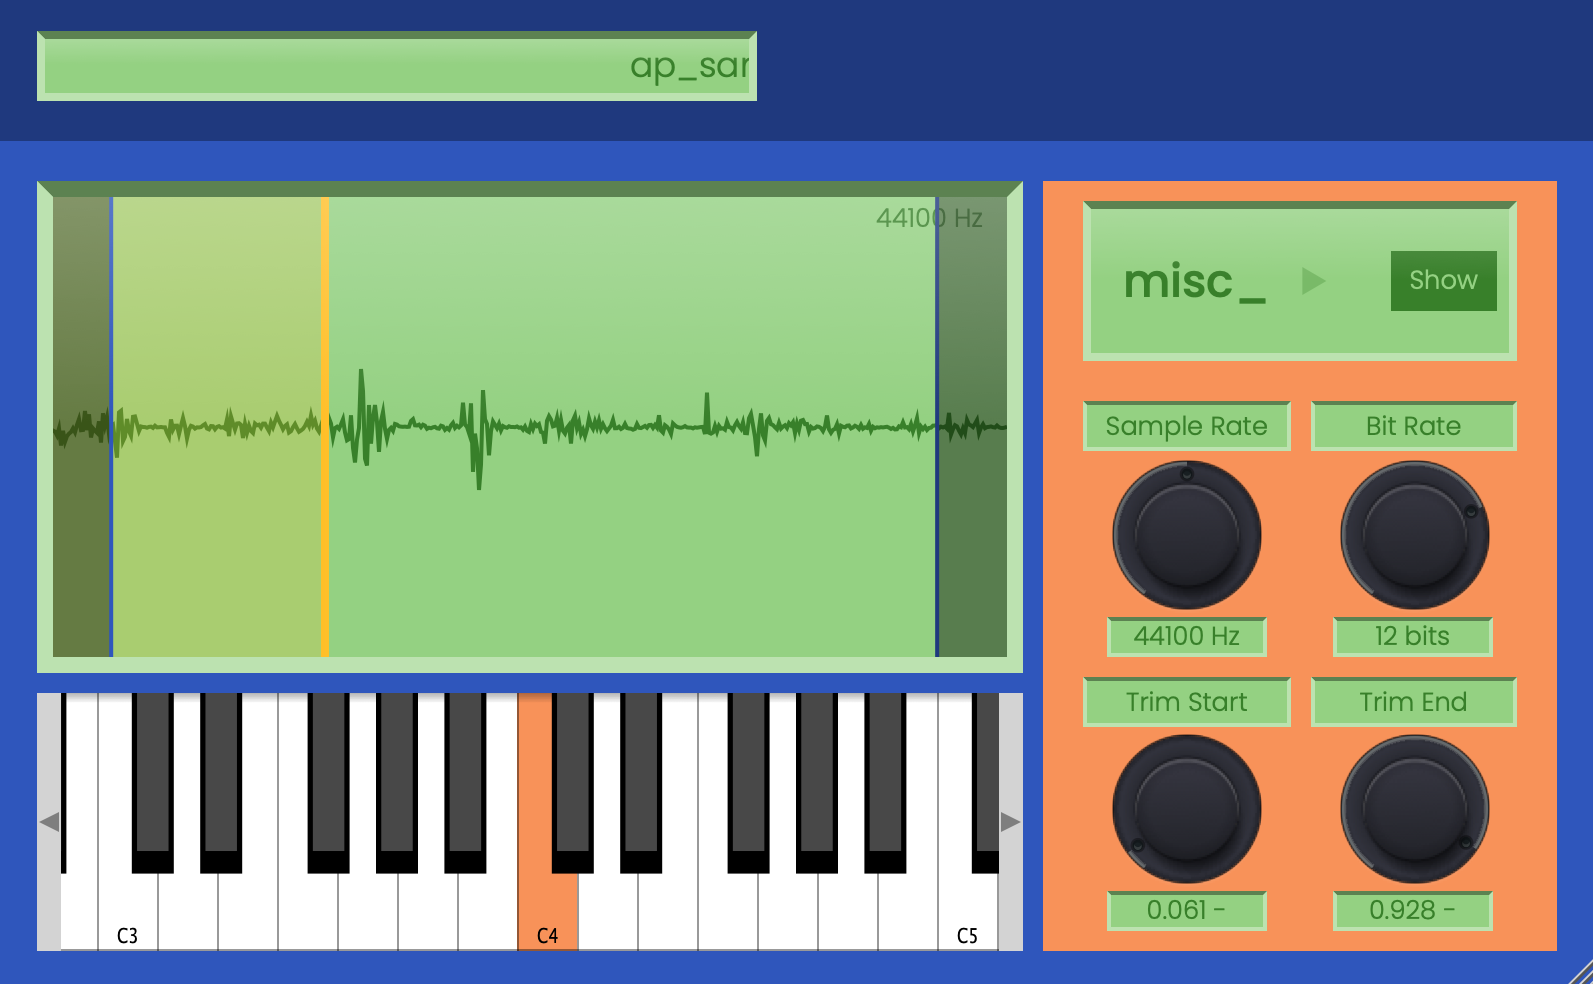 ap_sar
44100 Hz
misc_
Show
Sample Rate
Bit Rate
44100 Hz
12 bits
Trim Start
Trim End
0.061 -
0.928 -
C3
C4
C5